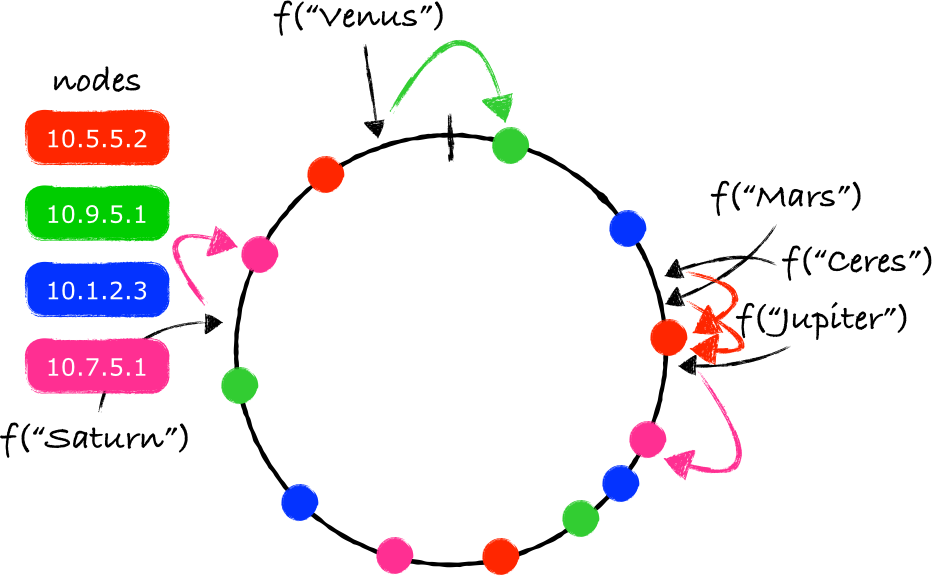 f(“Venus”)
nodes
10.5.5.2
10.9.5.1
10.1.2.3
10.7.5.1
f(“Saturn”)
f(“Mars”)
f(“Ceres”)
f(“Jupiter”)